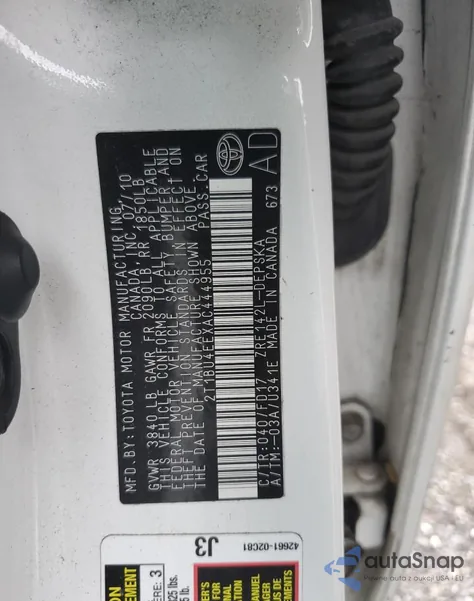 MFD.BY: TOYOTA MOTOR MANUFACTURING
CANADA, INC. 07/10
GVWR 3840LB GAWR FR 2090LB RR 1850LB
THIS VEHICLE CONFORMS TO ALL APPLICABLE
FEDERAL MOTOR VEHICLE SAFETY, BUMPER AND
THEFT PREVENTION STANDARDS IN EFFECT ON
THE DATE OF MANUFACTURE SHOWN ABOVE.
2T1BU4EEXAC444955 PASS.CAR
C/TR: 040/FD17 ZRE142L-DEPSKA
A/TM: -03A/U341E MADE IN CANADA 673
AD
42661-02C81
J3
autoSnap